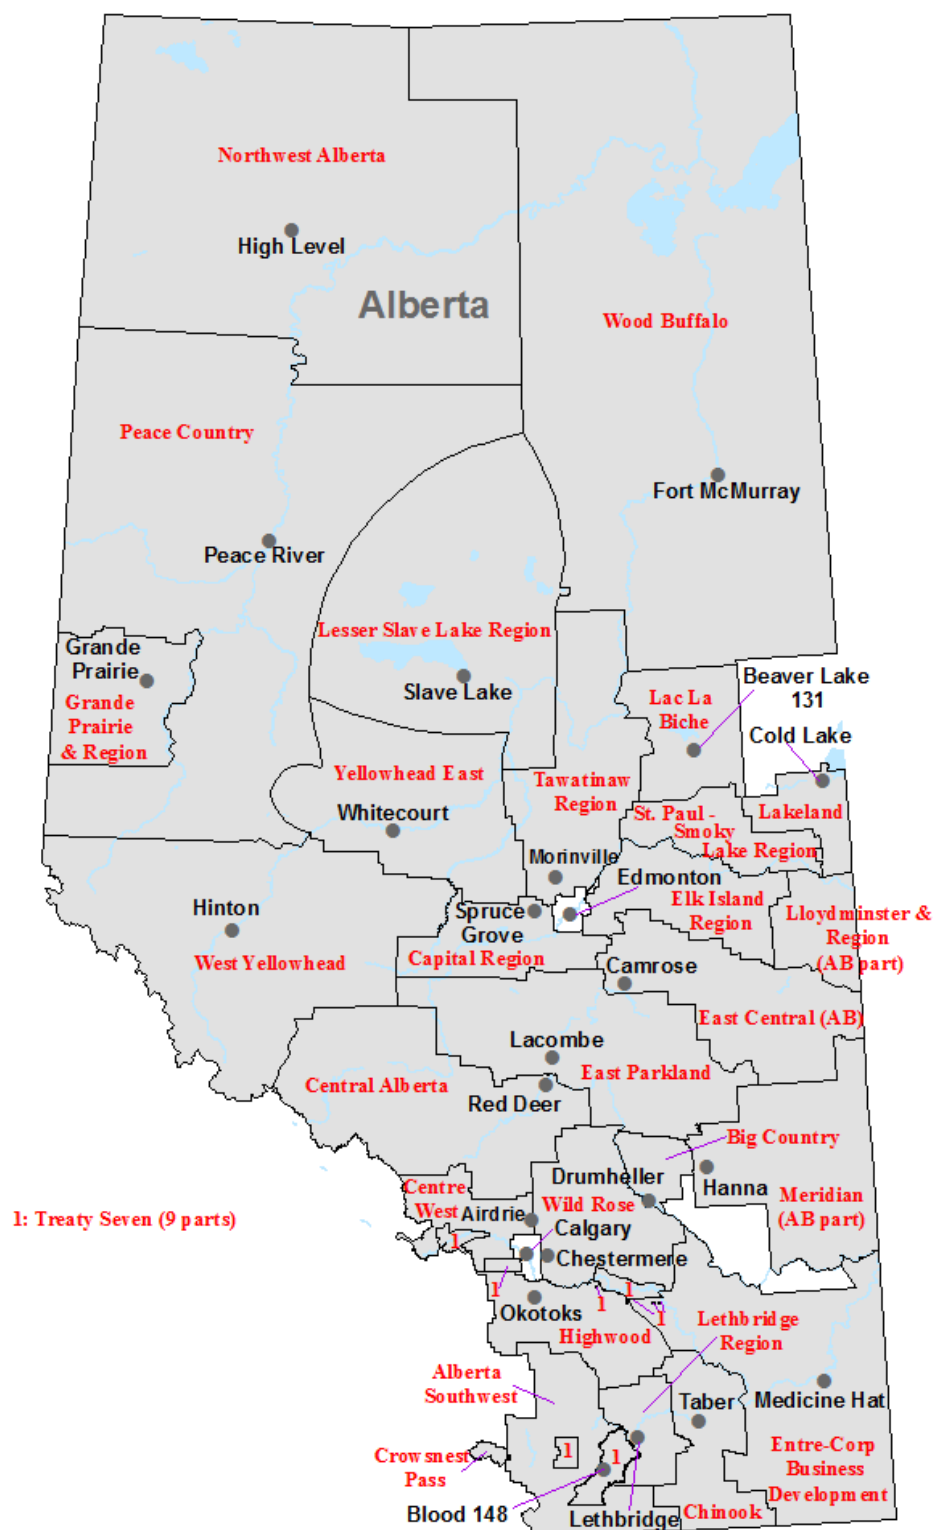 Northwest Alberta
High Level
Alberta
Wood Buffalo
Peace Country
Fort McMurray
Peace River
Lesser Slave Lake Region
Grande
Prairie
Slave Lake
Grande
Prairie
& Region
Lac La
Biche
Beaver Lake
131
Cold Lake
Yellowhead East
Tawatinaw
Region
Whitecourt
St. Paul -
Smoky
Lake Region
Lakeland
Morinville
Edmonton
Hinton
Spruce
Grove
Elk Island
Region
Lloydminster &
Region
(AB part)
West Yellowhead
Capital Region
Camrose
East Central (AB)
Lacombe
Central Alberta
East Parkland
Red Deer
Big Country
Drumheller
Hanna
Centre
West
Airdrie
Wild Rose
Meridian
(AB part)
1: Treaty Seven (9 parts)
Calgary
1
Chestermere
1
1
1
1
Okotoks
Highwood
Lethbridge
Region
Alberta
Southwest
Taber
Medicine Hat
Crowsnest
Pass
1
1
Entre-Corp
Business
Development
Blood 148
Lethbridge
Chinook